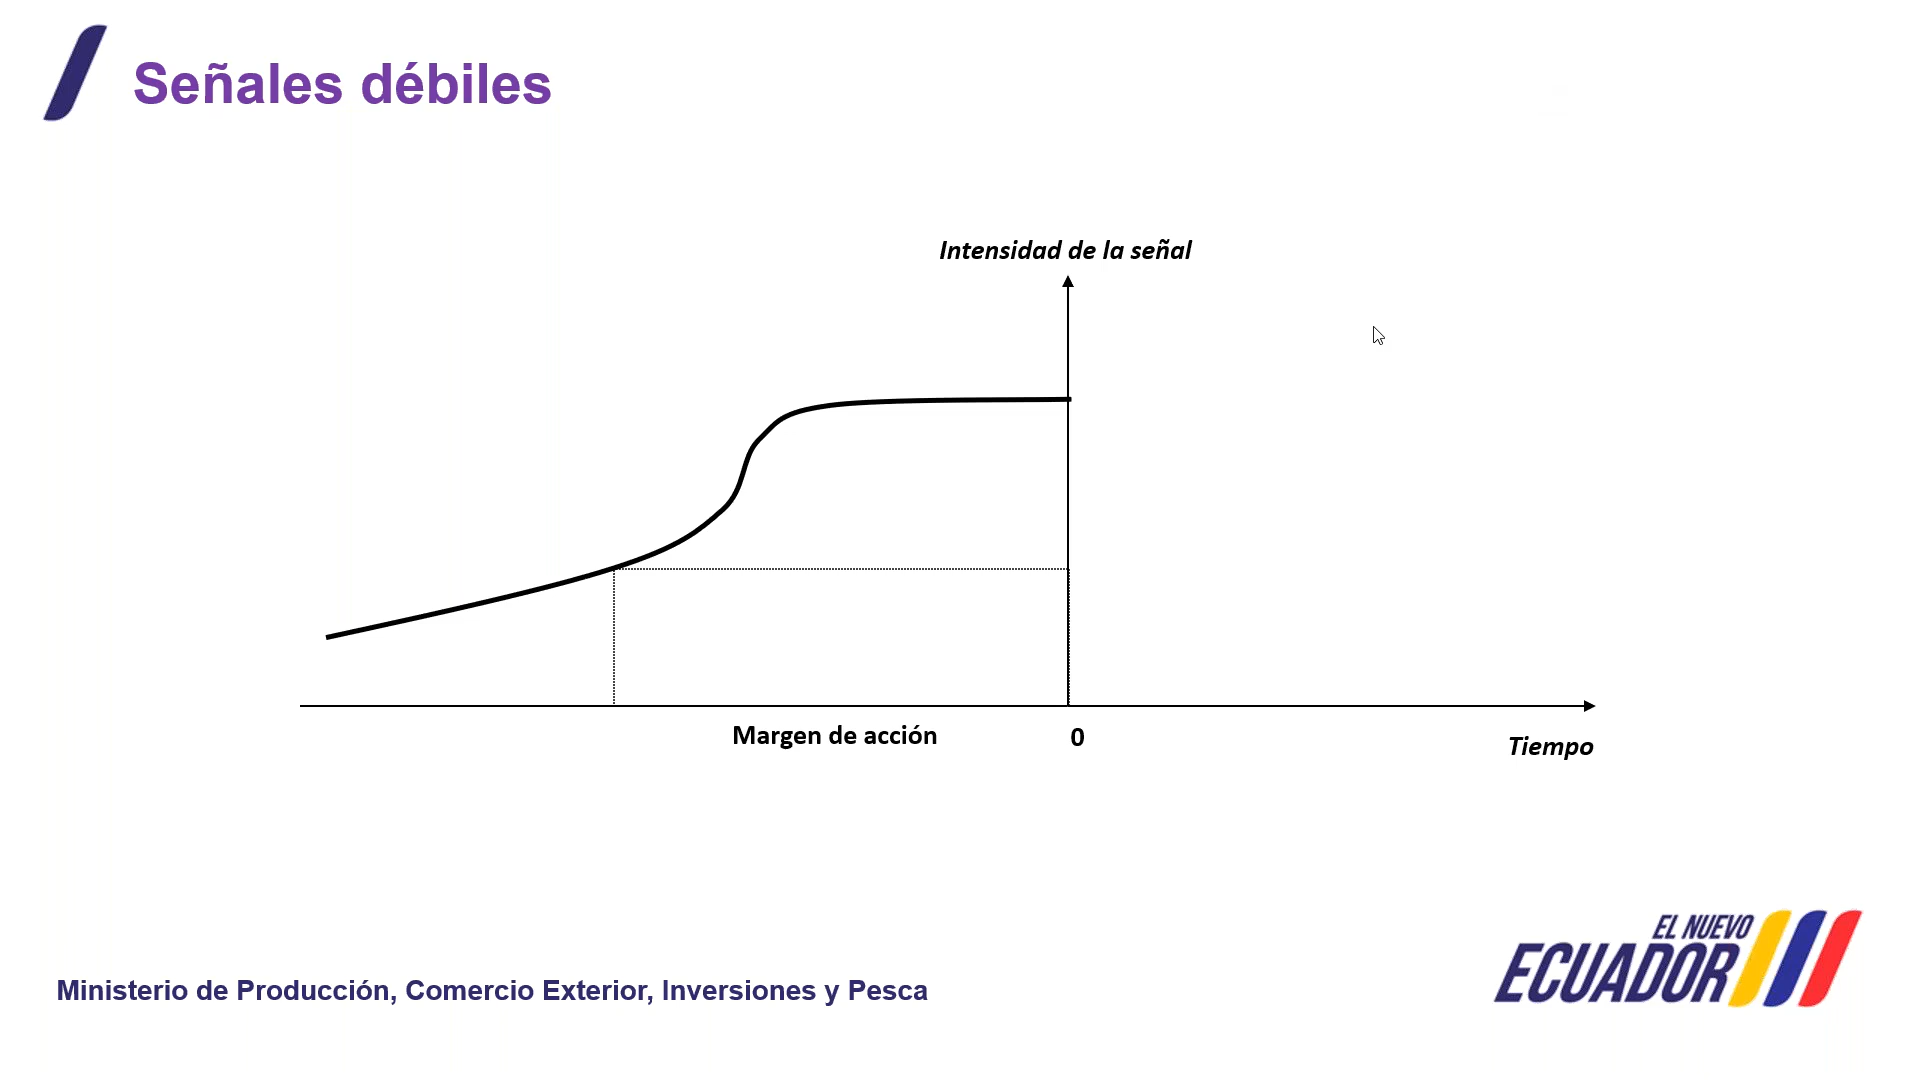 Señales débiles
Intensidad de la señal
Margen de acción
0
Tiempo
EL NUEVO
ECUADOR
Ministerio de Producción, Comercio Exterior, Inversiones y Pesca